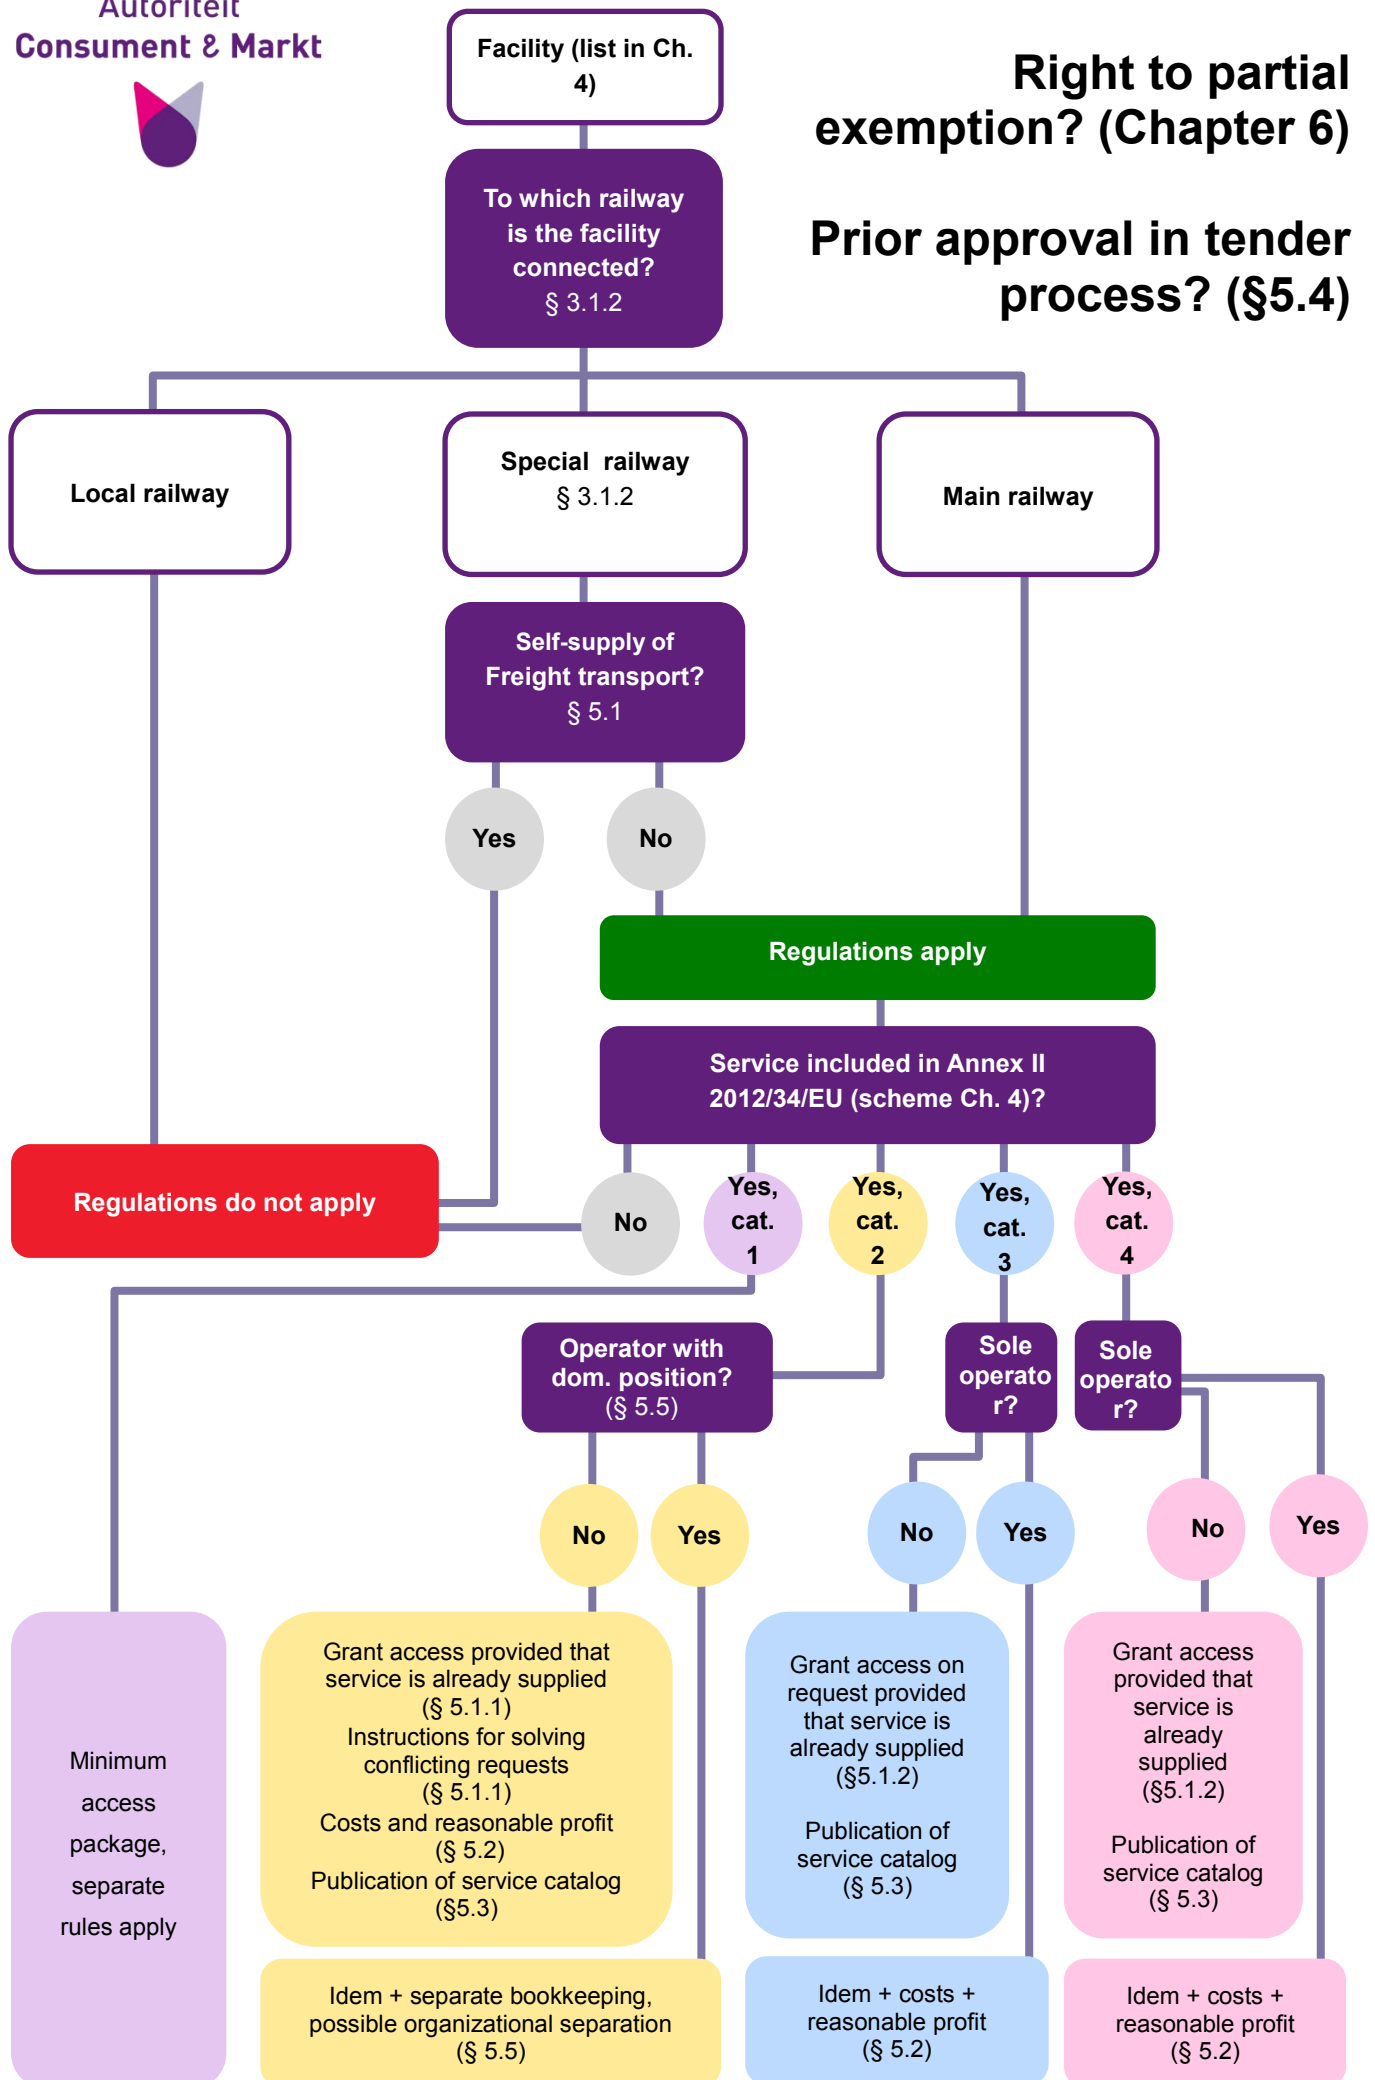 Autoriteit
Consument & Markt
Facility (list in Ch.
4)
Right to partial
exemption? (Chapter 6)
Prior approval in tender
process? (§5.4)
To which railway
is the facility
connected?
§ 3.1.2
Local railway
Special railway
§ 3.1.2
Main railway
Self-supply of
Freight transport?
§ 5.1
Yes
No
Regulations apply
Service included in Annex II
2012/34/EU (scheme Ch. 4)?
Regulations do not apply
No
Yes,
cat.
1
Yes,
cat.
2
Yes,
cat.
3
Yes,
cat.
4
Operator with
dom. position?
(§ 5.5)
Sole
operato
r?
Sole
operato
r?
No
Yes
No
Yes
No
Yes
Minimum
access
package,
separate
rules apply
Grant access provided that
service is already supplied
(§ 5.1.1)
Instructions for solving
conflicting requests
(§ 5.1.1)
Costs and reasonable profit
(§ 5.2)
Publication of service catalog
(§5.3)
Grant access on
request provided
that service is
already supplied
(§5.1.2)
Publication of
service catalog
(§ 5.3)
Grant access
provided that
service is
already
supplied
(§5.1.2)
Publication of
service catalog
(§ 5.3)
Idem + separate bookkeeping,
possible organizational separation
(§ 5.5)
Idem + costs +
reasonable profit
(§ 5.2)
Idem + costs +
reasonable profit
(§ 5.2)